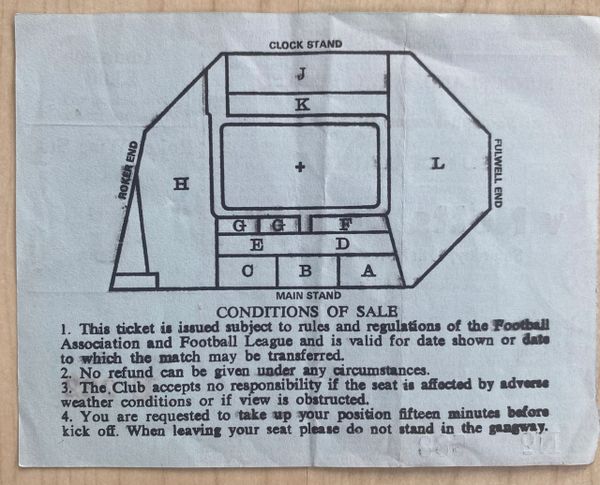 CLOCK STAND
J
K
ROKER END
H
L
FULWELL END
G G F
E D
C B A
MAIN STAND
CONDITIONS OF SALE
1. This ticket is issued subject to rules and regulations of the Football
Association and Football League and is valid for date shown or date
to which the match may be transferred.
2. No refund can be given under any circumstances.
3. The Club accepts no responsibility if the seat is affected by adverse
weather conditions or if view is obstructed.
4. You are requested to take up your position fifteen minutes before
kick off. When leaving your seat please do not stand in the gangway.